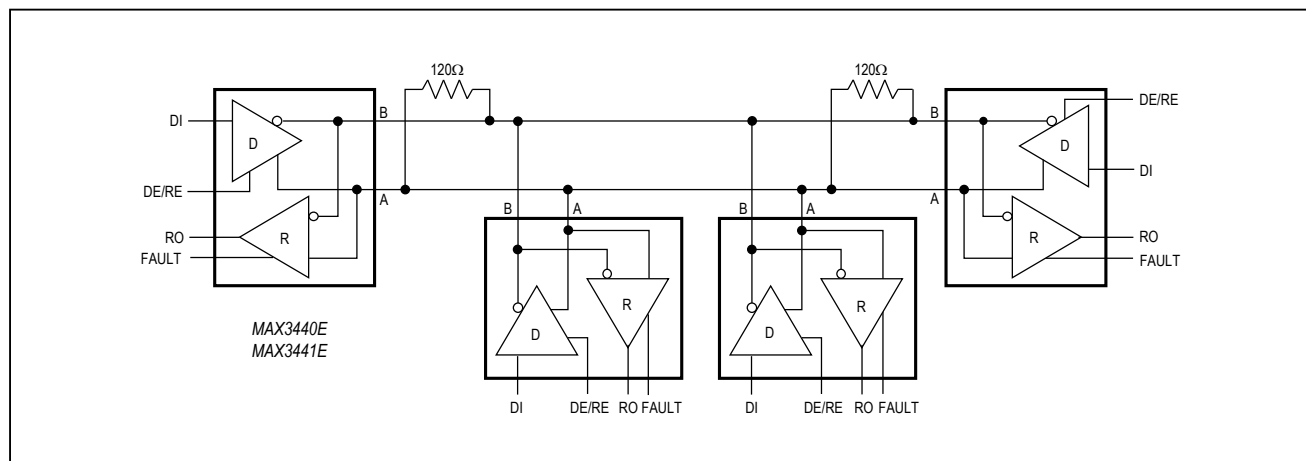 120Ω
120Ω
DI
D
B
DE/RE
A
RO
R
FAULT
B
D
DE/RE
DI
A
R
RO
FAULT
MAX3440E
MAX3441E
B
A
D
R
DI
DE/RE
RO
FAULT
B
A
D
R
DI
DE/RE
RO
FAULT